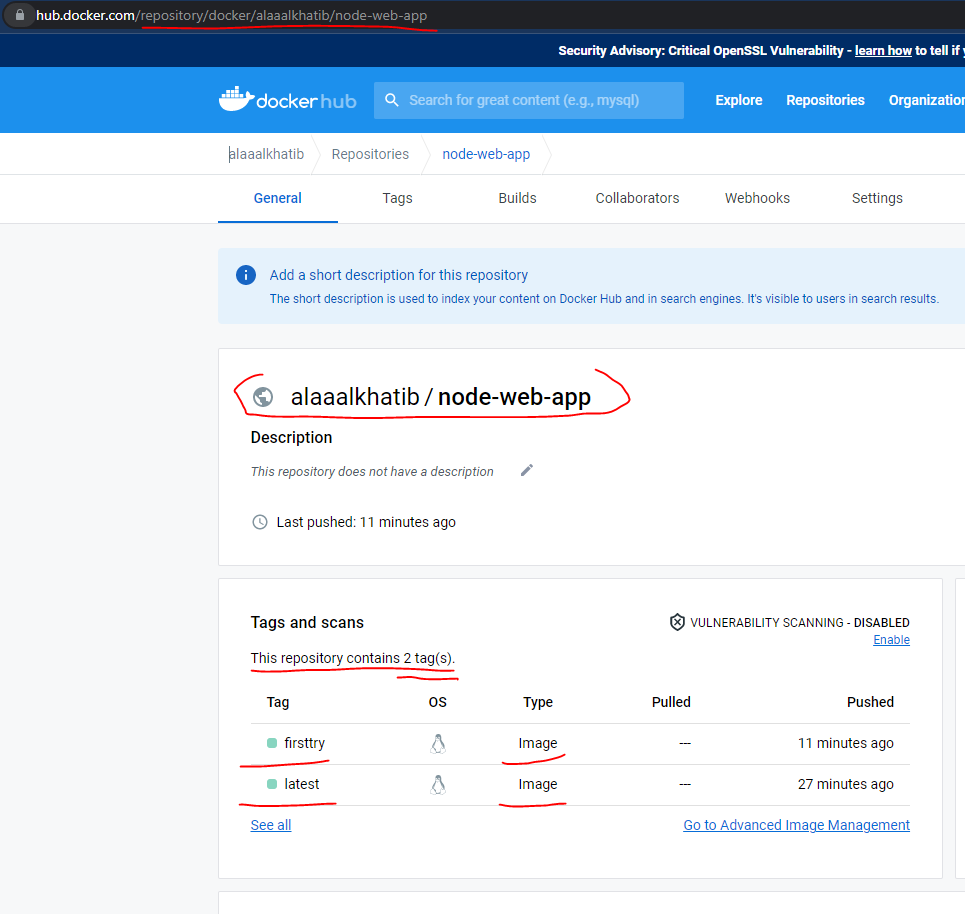 hub.docker.com/repository/docker/alaaalkhatib/node-web-app
Security Advisory: Critical OpenSSL Vulnerability - learn how to tell if
docker hub Search for great content (e.g., mysql) Explore Repositories Organization
alaaalkhatib Repositories node-web-app
General Tags Builds Collaborators Webhooks Settings
Add a short description for this repository
The short description is used to index your content on Docker Hub and in search engines. It's visible to users in search results.
alaaalkhatib / node-web-app
Description
This repository does not have a description
Last pushed: 11 minutes ago
Tags and scans VULNERABILITY SCANNING - DISABLED
Enable
This repository contains 2 tag(s).
Tag OS Type Pulled Pushed
firsttry Image --- 11 minutes ago
latest Image --- 27 minutes ago
See all Go to Advanced Image Management